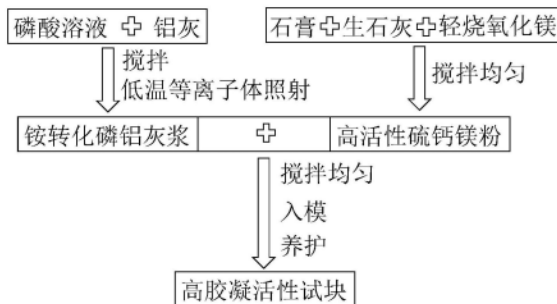 磷酸溶液 + 铝灰
石膏+生石灰+轻烧氧化镁
搅拌
低温等离子体照射
搅拌均匀
铵转化磷铝灰浆 + 高活性硫钙镁粉
搅拌均匀
入模
养护
高胶凝活性试块